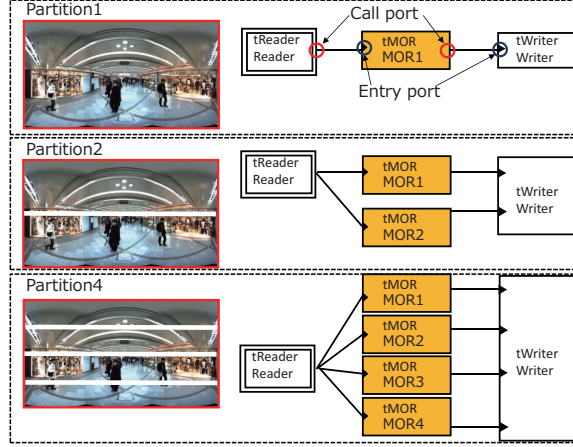 Partition1
Call port
tReader
Reader
tMOR
MOR1
tWriter
Writer
Entry port
Partition2
tReader
Reader
tMOR
MOR1
tMOR
MOR2
tWriter
Writer
Partition4
tReader
Reader
tMOR
MOR1
tMOR
MOR2
tMOR
MOR3
tMOR
MOR4
tWriter
Writer